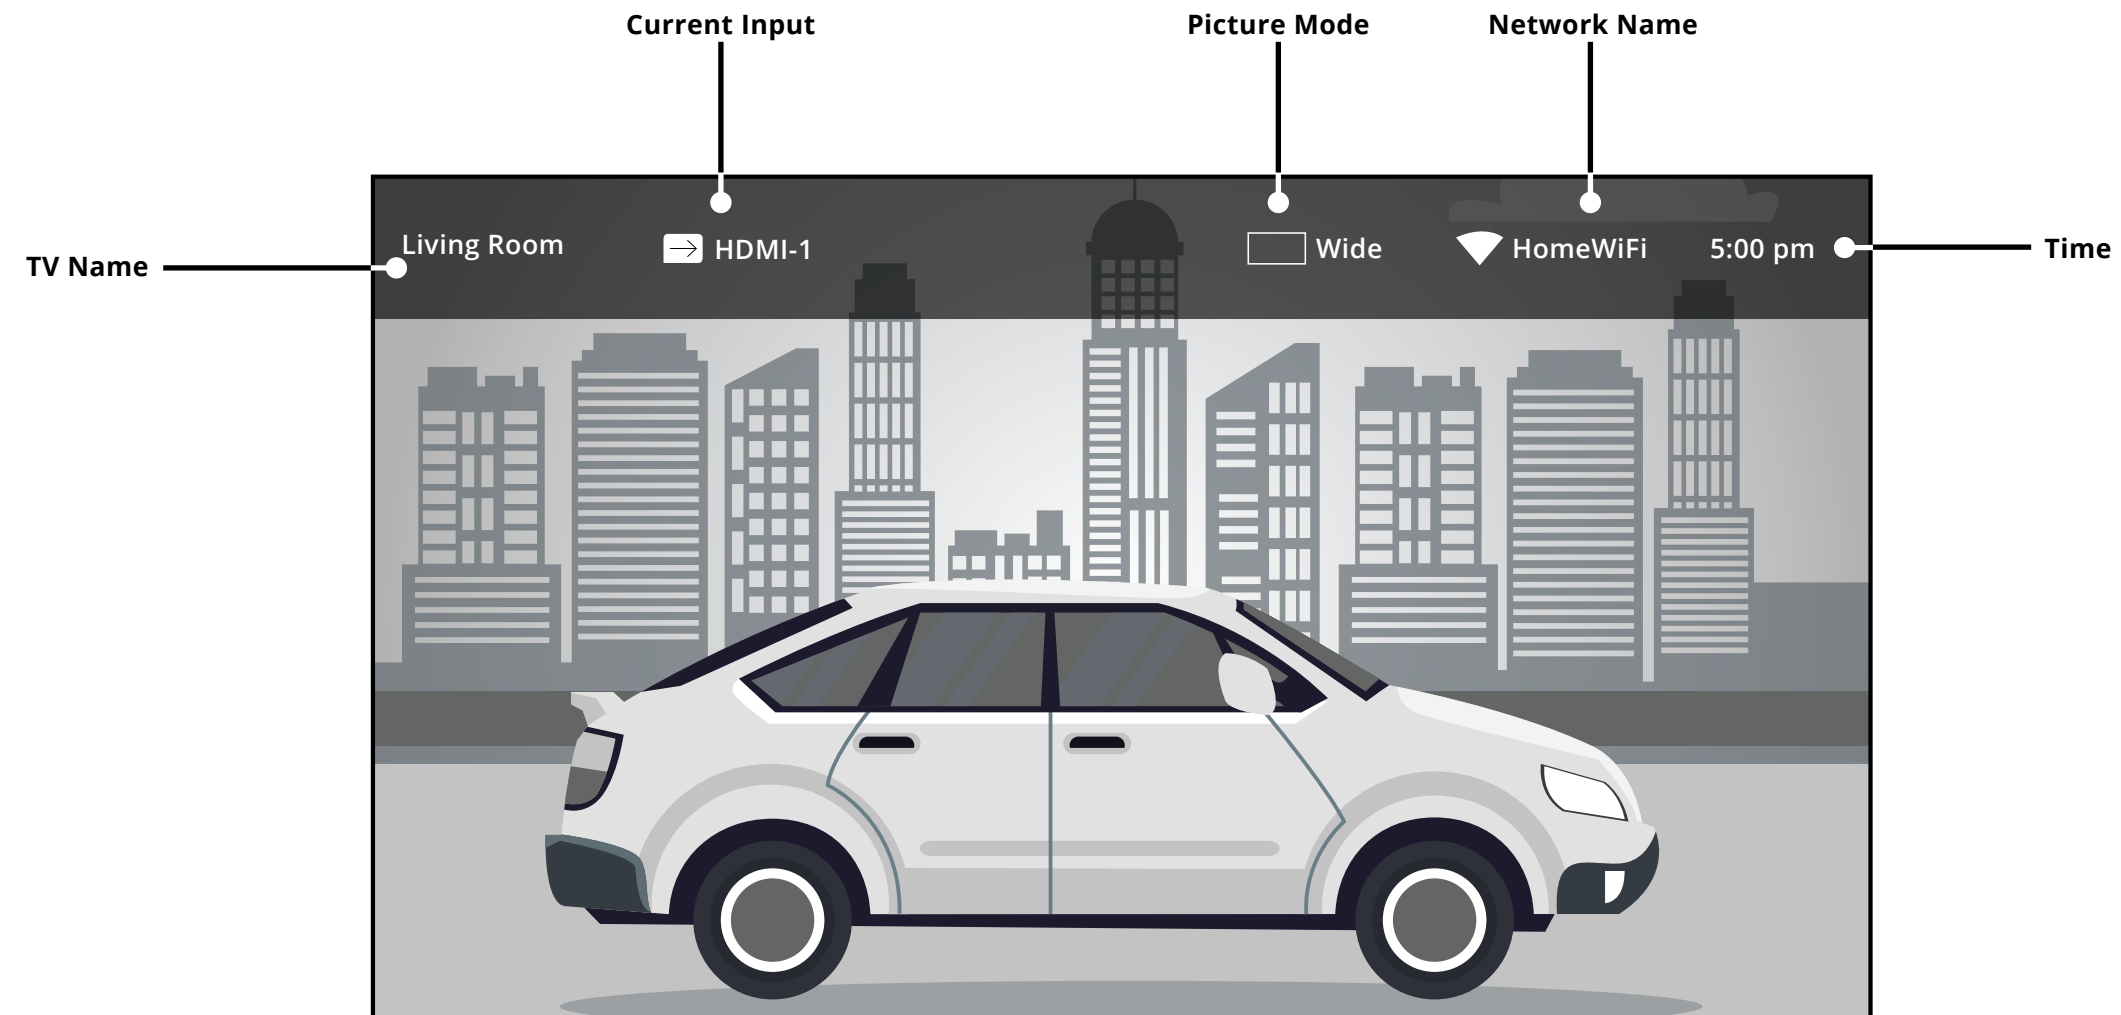 Current Input
Picture Mode
Network Name
TV Name
Living Room
HDMI-1
Wide
HomeWiFi
5:00 pm
Time